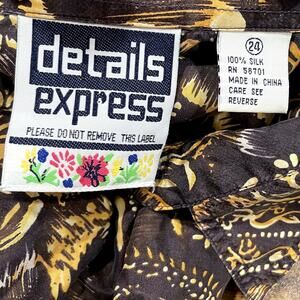 details
express
PLEASE DO NOT REMOVE THIS LABEL
24
100% SILK
RN 58701
MADE IN CHINA
CARE SEE
REVERSE